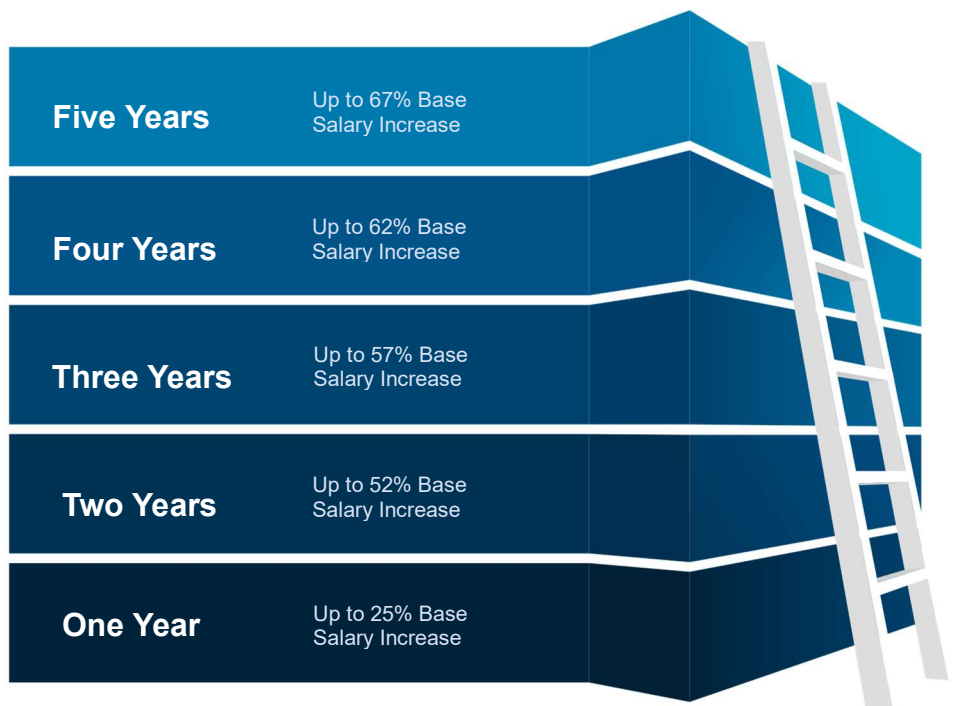 Five Years
Up to 67% Base
Salary Increase
Four Years
Up to 62% Base
Salary Increase
Three Years
Up to 57% Base
Salary Increase
Two Years
Up to 52% Base
Salary Increase
One Year
Up to 25% Base
Salary Increase